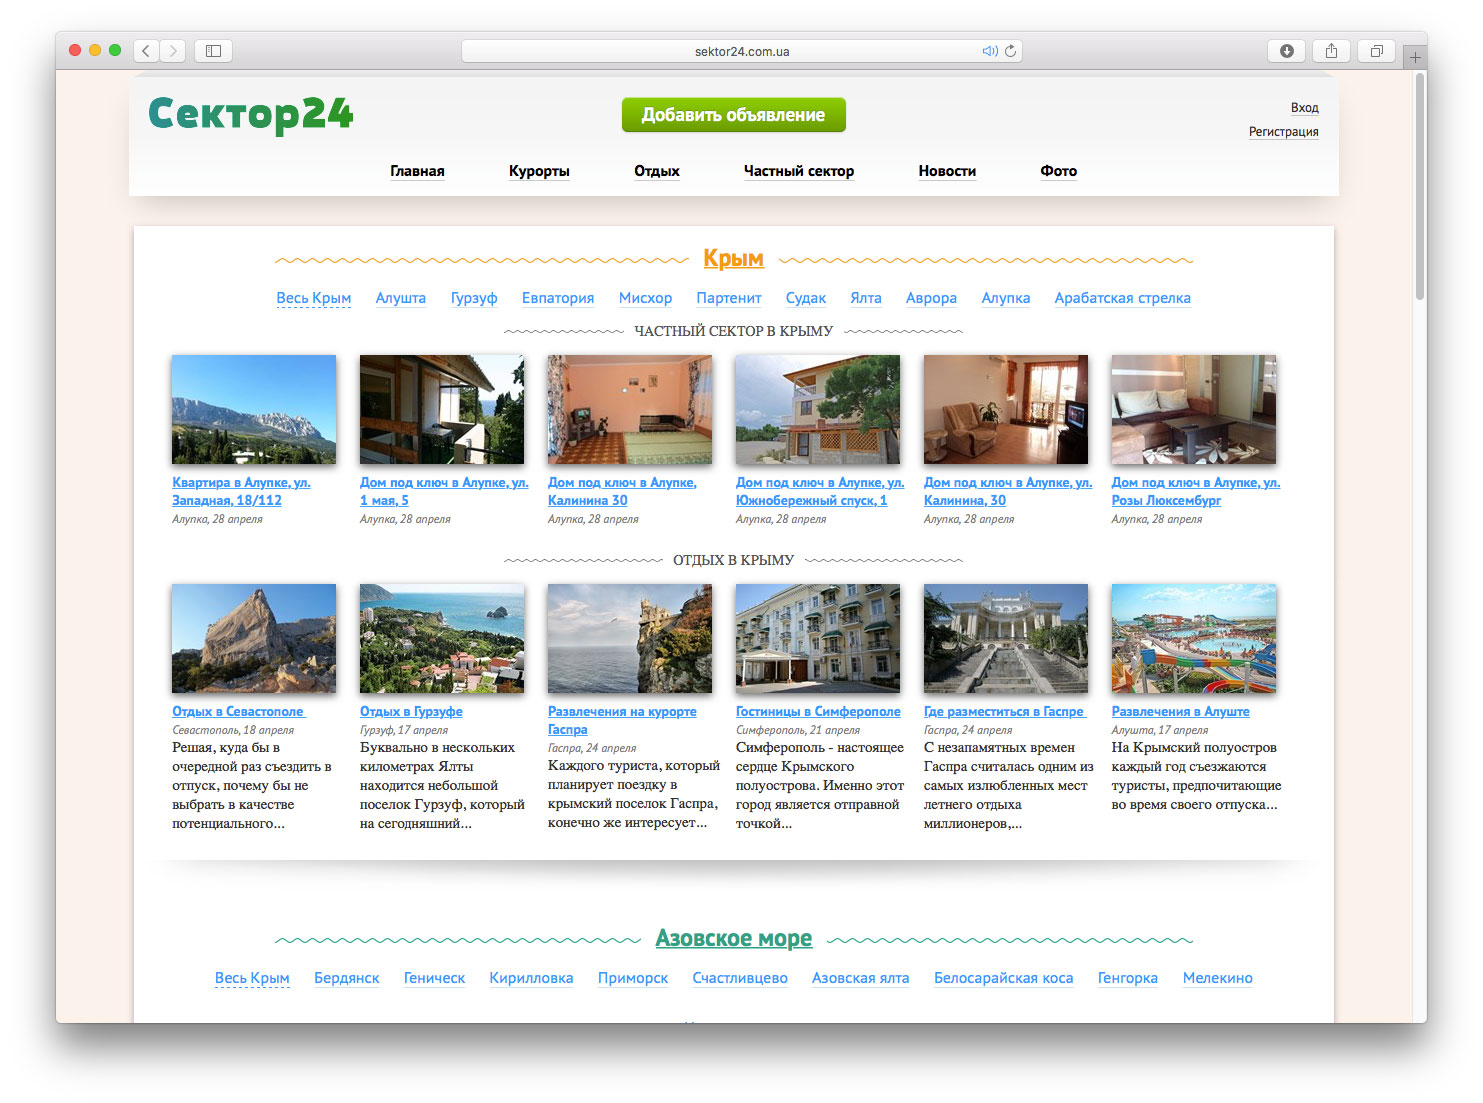 sektor24.com.ua
Сектор24
Добавить объявление
Вход
Регистрация
Главная Курорты Отдых Частный сектор Новости Фото
Крым
Весь Крым Алушта Гурзуф Евпатория Мисхор Партенит Судак Ялта Аврора Алупка Арабатская стрелка
ЧАСТНЫЙ СЕКТОР В КРЫМУ
Квартира в Алупке, ул.
Западная, 18/112
Алупка, 28 апреля
Дом под ключ в Алупке, ул.
1 мая, 5
Алупка, 28 апреля
Дом под ключ в Алупке,
Калинина 30
Алупка, 28 апреля
Дом под ключ в Алупке, ул.
Южнобережный спуск, 1
Алупка, 28 апреля
Дом под ключ в Алупке, ул.
Калинина, 30
Алупка, 28 апреля
Дом под ключ в Алупке, ул.
Розы Люксембург
Алупка, 28 апреля
ОТДЫХ В КРЫМУ
Отдых в Севастополе
Севастополь, 18 апреля
Решая, куда бы в
очередной раз съездить в
отпуск, почему бы не
выбрать в качестве
потенциального...
Отдых в Гурзуфе
Гурзуф, 17 апреля
Буквально в нескольких
километрах Ялты
находится небольшой
поселок Гурзуф, который
на сегодняшний...
Развлечения на курорте
Гаспра
Гаспра, 24 апреля
Каждого туриста, который
планирует поездку в
крымский поселок Гаспра,
конечно же интересует...
Гостиницы в Симферополе
Симферополь, 21 апреля
Симферополь - настоящее
сердце Крымского
полуострова. Именно этот
город является отправной
точкой...
Где разместиться в Гаспре
Гаспра, 24 апреля
С незапамятных времен
Гаспра считалась одним из
самых излюбленных мест
летнего отдыха
миллионеров,...
Развлечения в Алуште
Алушта, 17 апреля
На Крымский полуостров
каждый год съезжаются
туристы, предпочитающие
во время своего отпуска...
Азовское море
Весь Крым Бердянск Геническ Кирилловка Приморск Счастливцево Азовская ялта Белосарайская коса Генгорка Мелекино